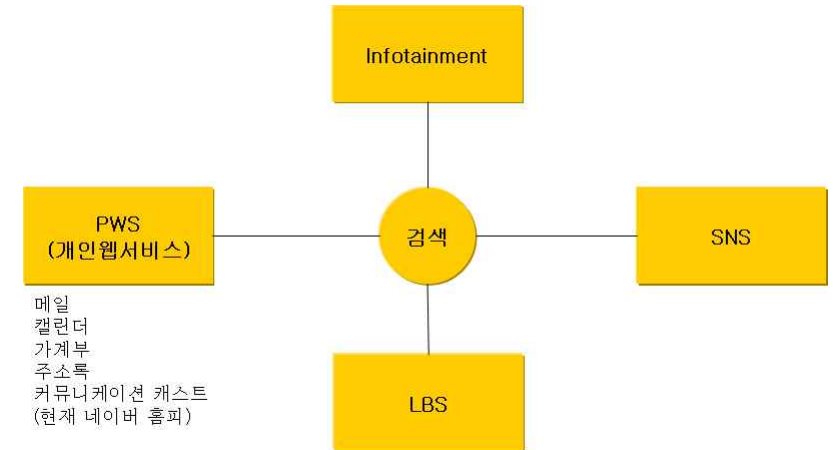 Infotainment
PWS
(개인웹서비스)
검색
SNS
메일
캘린더
가계부
주소록
커뮤니케이션 캐스트
(현재 네이버 홈피)
LBS